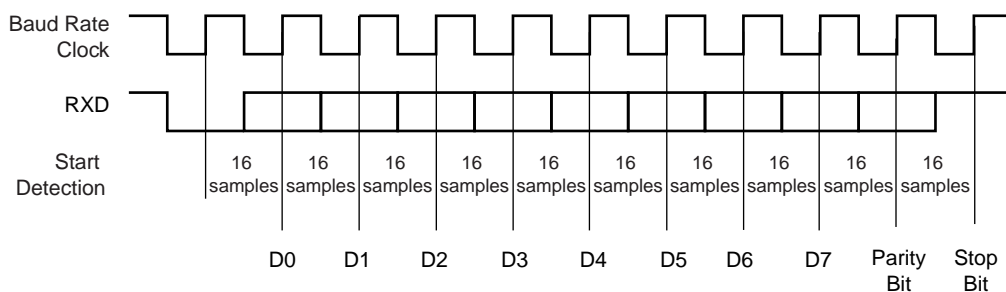 Baud Rate
Clock
RXD
Start
Detection
16 16 16 16 16 16 16 16 16 16
samples samples samples samples samples samples samples samples samples samples
D0 D1 D2 D3 D4 D5 D6 D7 Parity Stop
Bit Bit